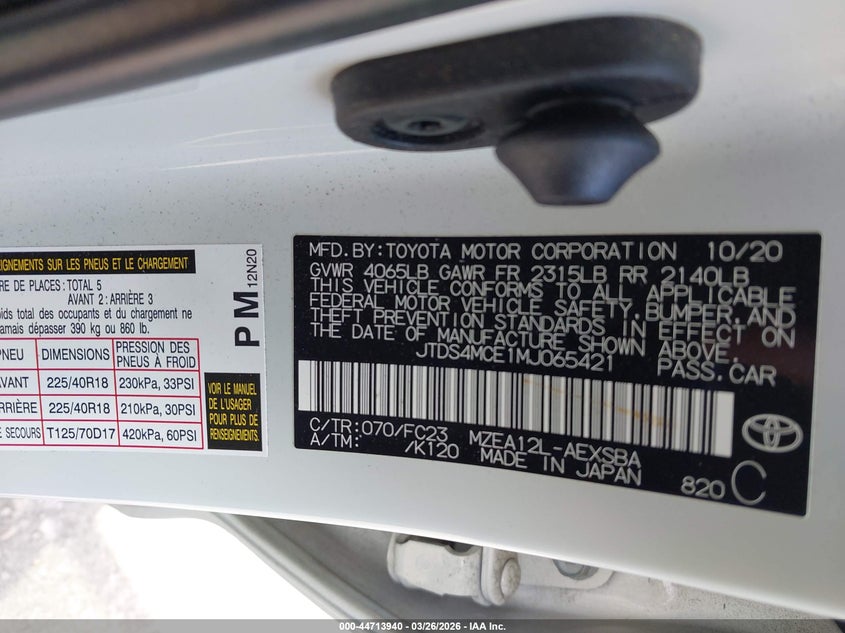 EIGNEMENTS SUR LES PNEUS ET LE CHARGEMENT
RE DE PLACES: TOTAL 5
AVANT 2: ARRIÈRE 3
oids total des occupants et du chargement ne
amais dépasser 390 kg ou 860 lb.
PNEU DIMENSIONS PRESSION DES PNEUS À FROID
AVANT 225/40R18 230kPa, 33PSI
RRIÈRE 225/40R18 210kPa, 30PSI
E SECOURS T125/70D17 420kPa, 60PSI
VOIR LE MANUEL
DE L'USAGER
POUR PLUS DE
RENSEIGNEMENTS.
P M 12N20
MFD.BY:TOYOTA MOTOR CORPORATION 10/20
GVWR 4065LB GAWR FR 2315LB RR 2140LB
THIS VEHICLE CONFORMS TO ALL APPLICABLE
FEDERAL MOTOR VEHICLE SAFETY, BUMPER, AND
THEFT PREVENTION STANDARDS IN EFFECT ON
THE DATE OF MANUFACTURE SHOWN ABOVE.
JTDS4MCE1MJ065421 PASS.CAR
C/TR:070/FC23 MZEA12L-AEXSBA
A/TM: /K120 MADE IN JAPAN
820 C
000-44713940 - 03/26/2026 - IAA Inc.